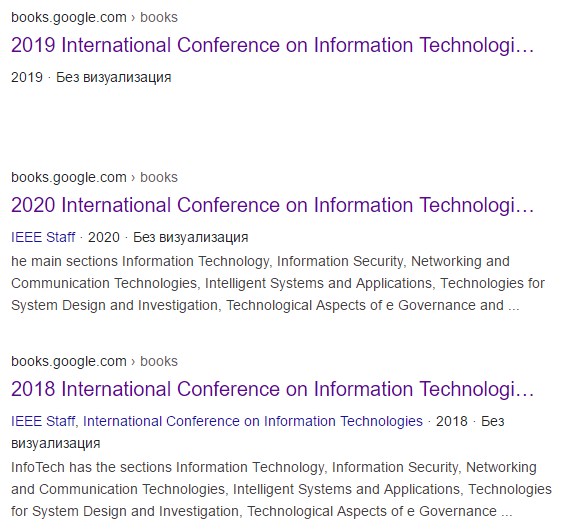 books.google.com › books
2019 International Conference on Information Technologi...
2019 · Без визуализация
books.google.com › books
2020 International Conference on Information Technologi...
IEEE Staff · 2020 · Без визуализация
he main sections Information Technology, Information Security, Networking and
Communication Technologies, Intelligent Systems and Applications, Technologies for
System Design and Investigation, Technological Aspects of e Governance and ...
books.google.com › books
2018 International Conference on Information Technologi...
IEEE Staff, International Conference on Information Technologies · 2018 · Без
визуализация
InfoTech has the sections Information Technology, Information Security, Networking
and Communication Technologies, Intelligent Systems and Applications, Technologies
for System Design and Investigation, Technological Aspects of e Governance ...